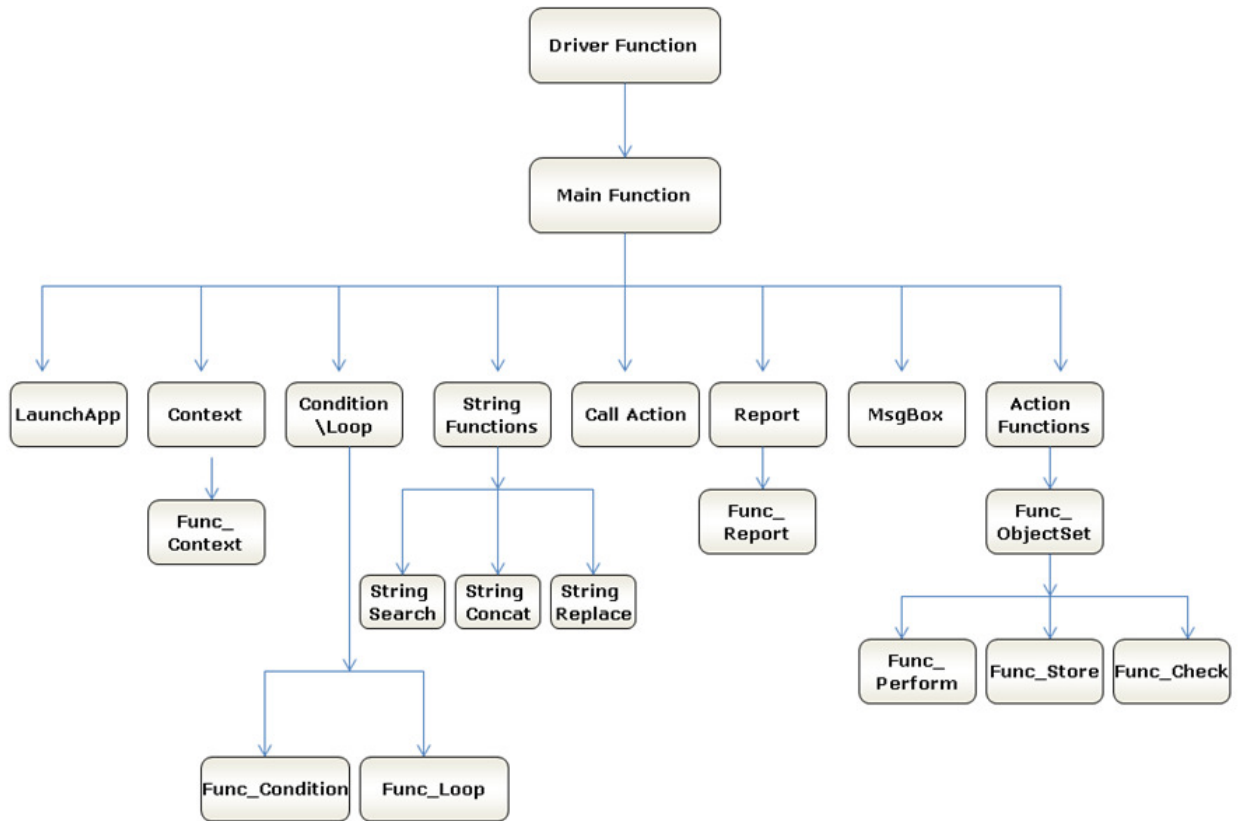 Driver Function
Main Function
LaunchApp
Context
Condition
\Loop
String
Functions
Call Action
Report
MsgBox
Action
Functions
Func_
Context
Func_
Report
Func_
ObjectSet
String
Search
String
Concat
String
Replace
Func_
Perform
Func_Store
Func_Check
Func_Condition
Func_Loop